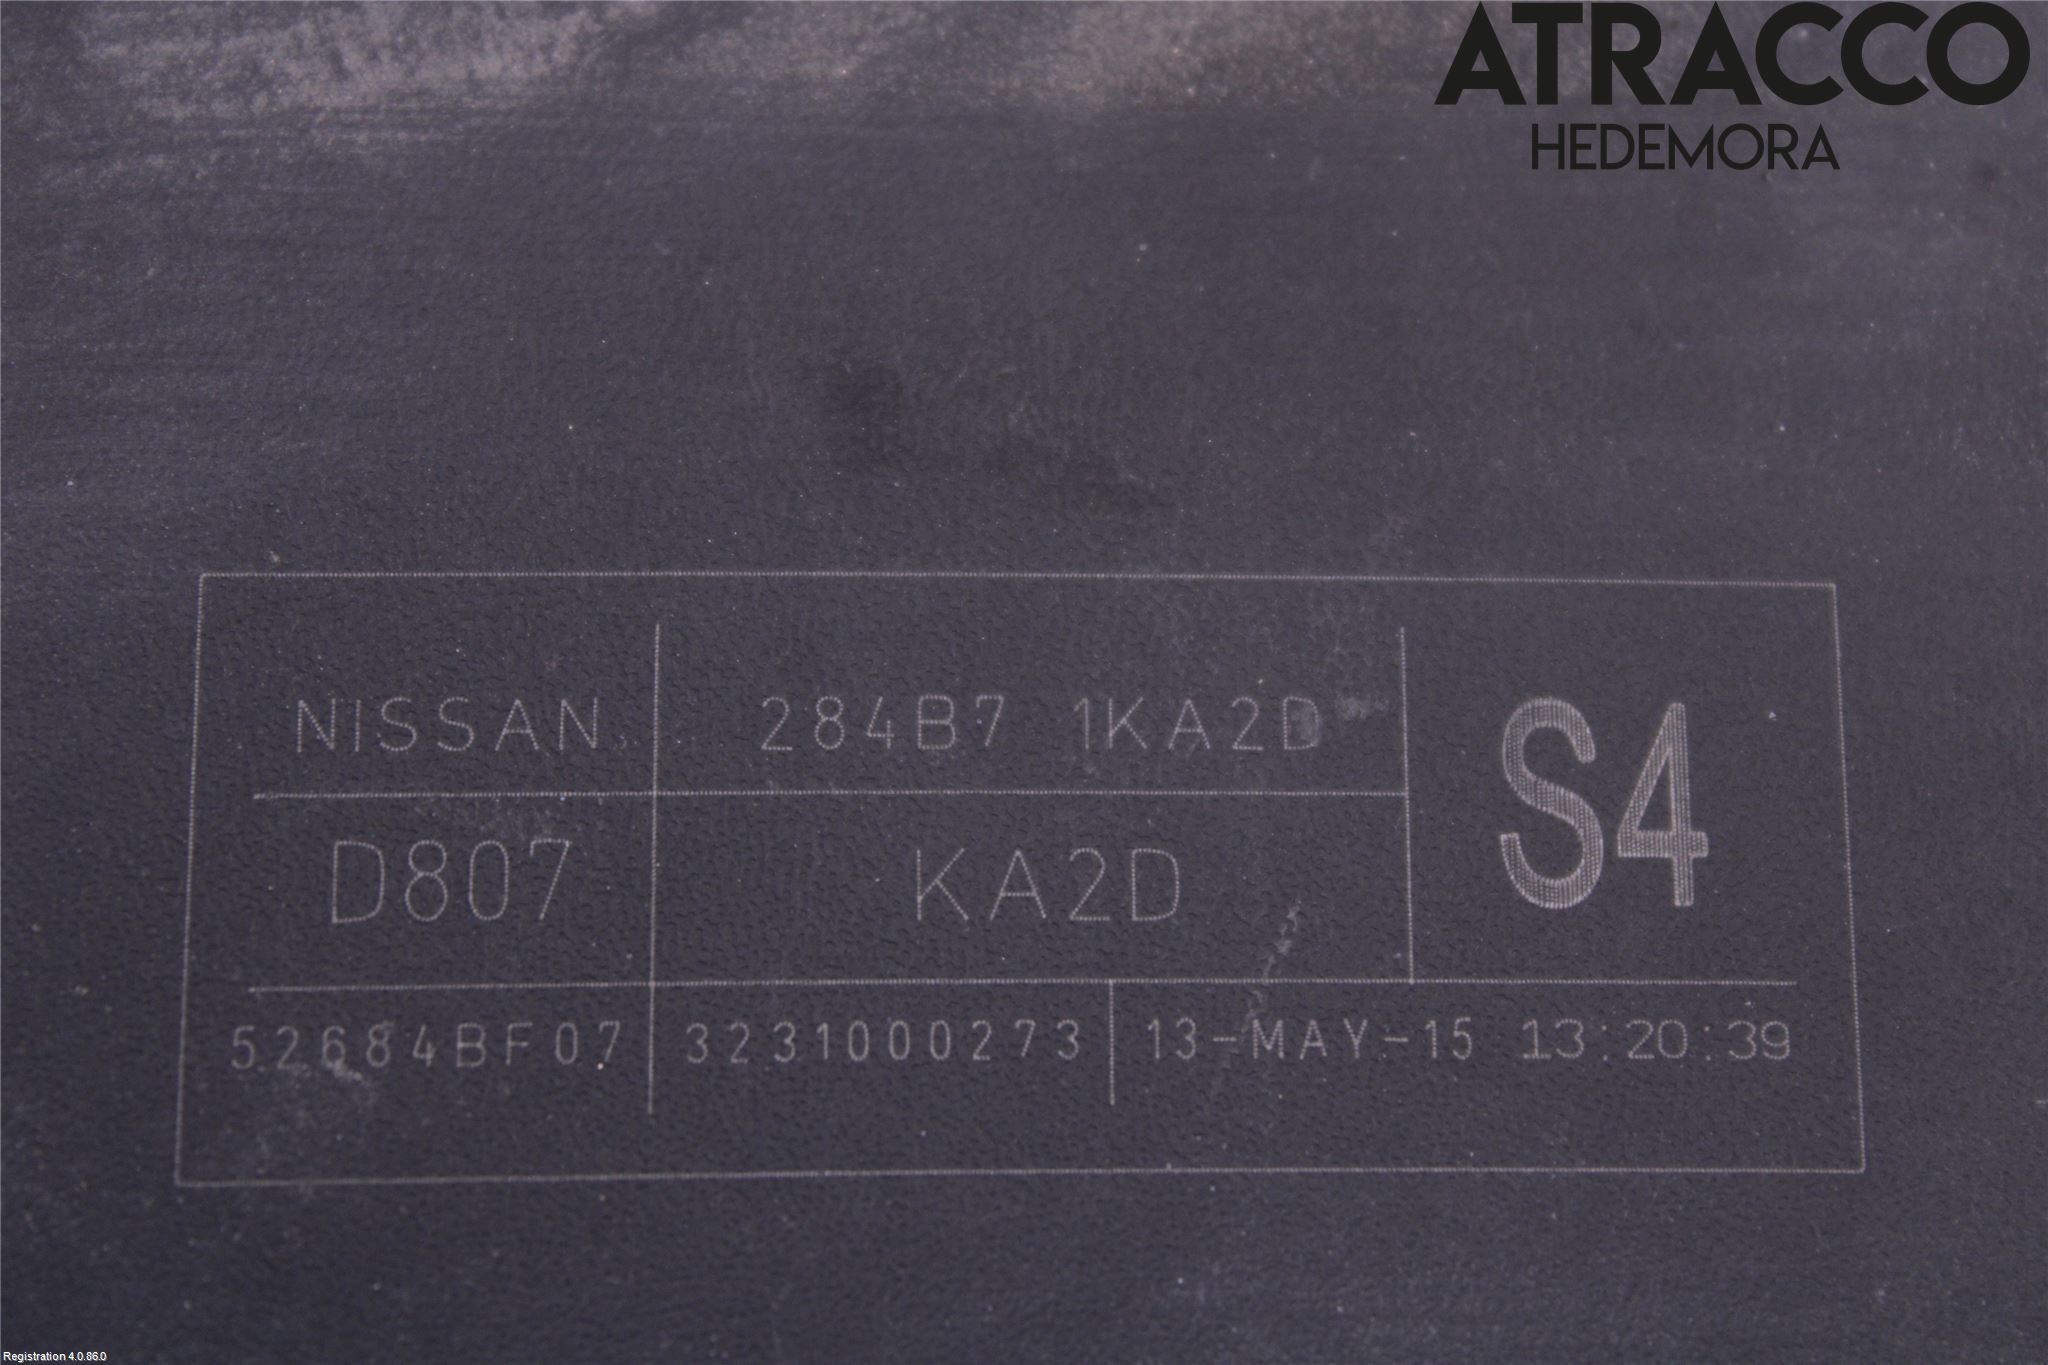 ATRACCO
HEDEMORA
NISSAN 284B7 1KA2D S4
D807 KA2D
52684BF07 3231000273 13-MAY-15 13:20:39
Registration 4.0.86.0